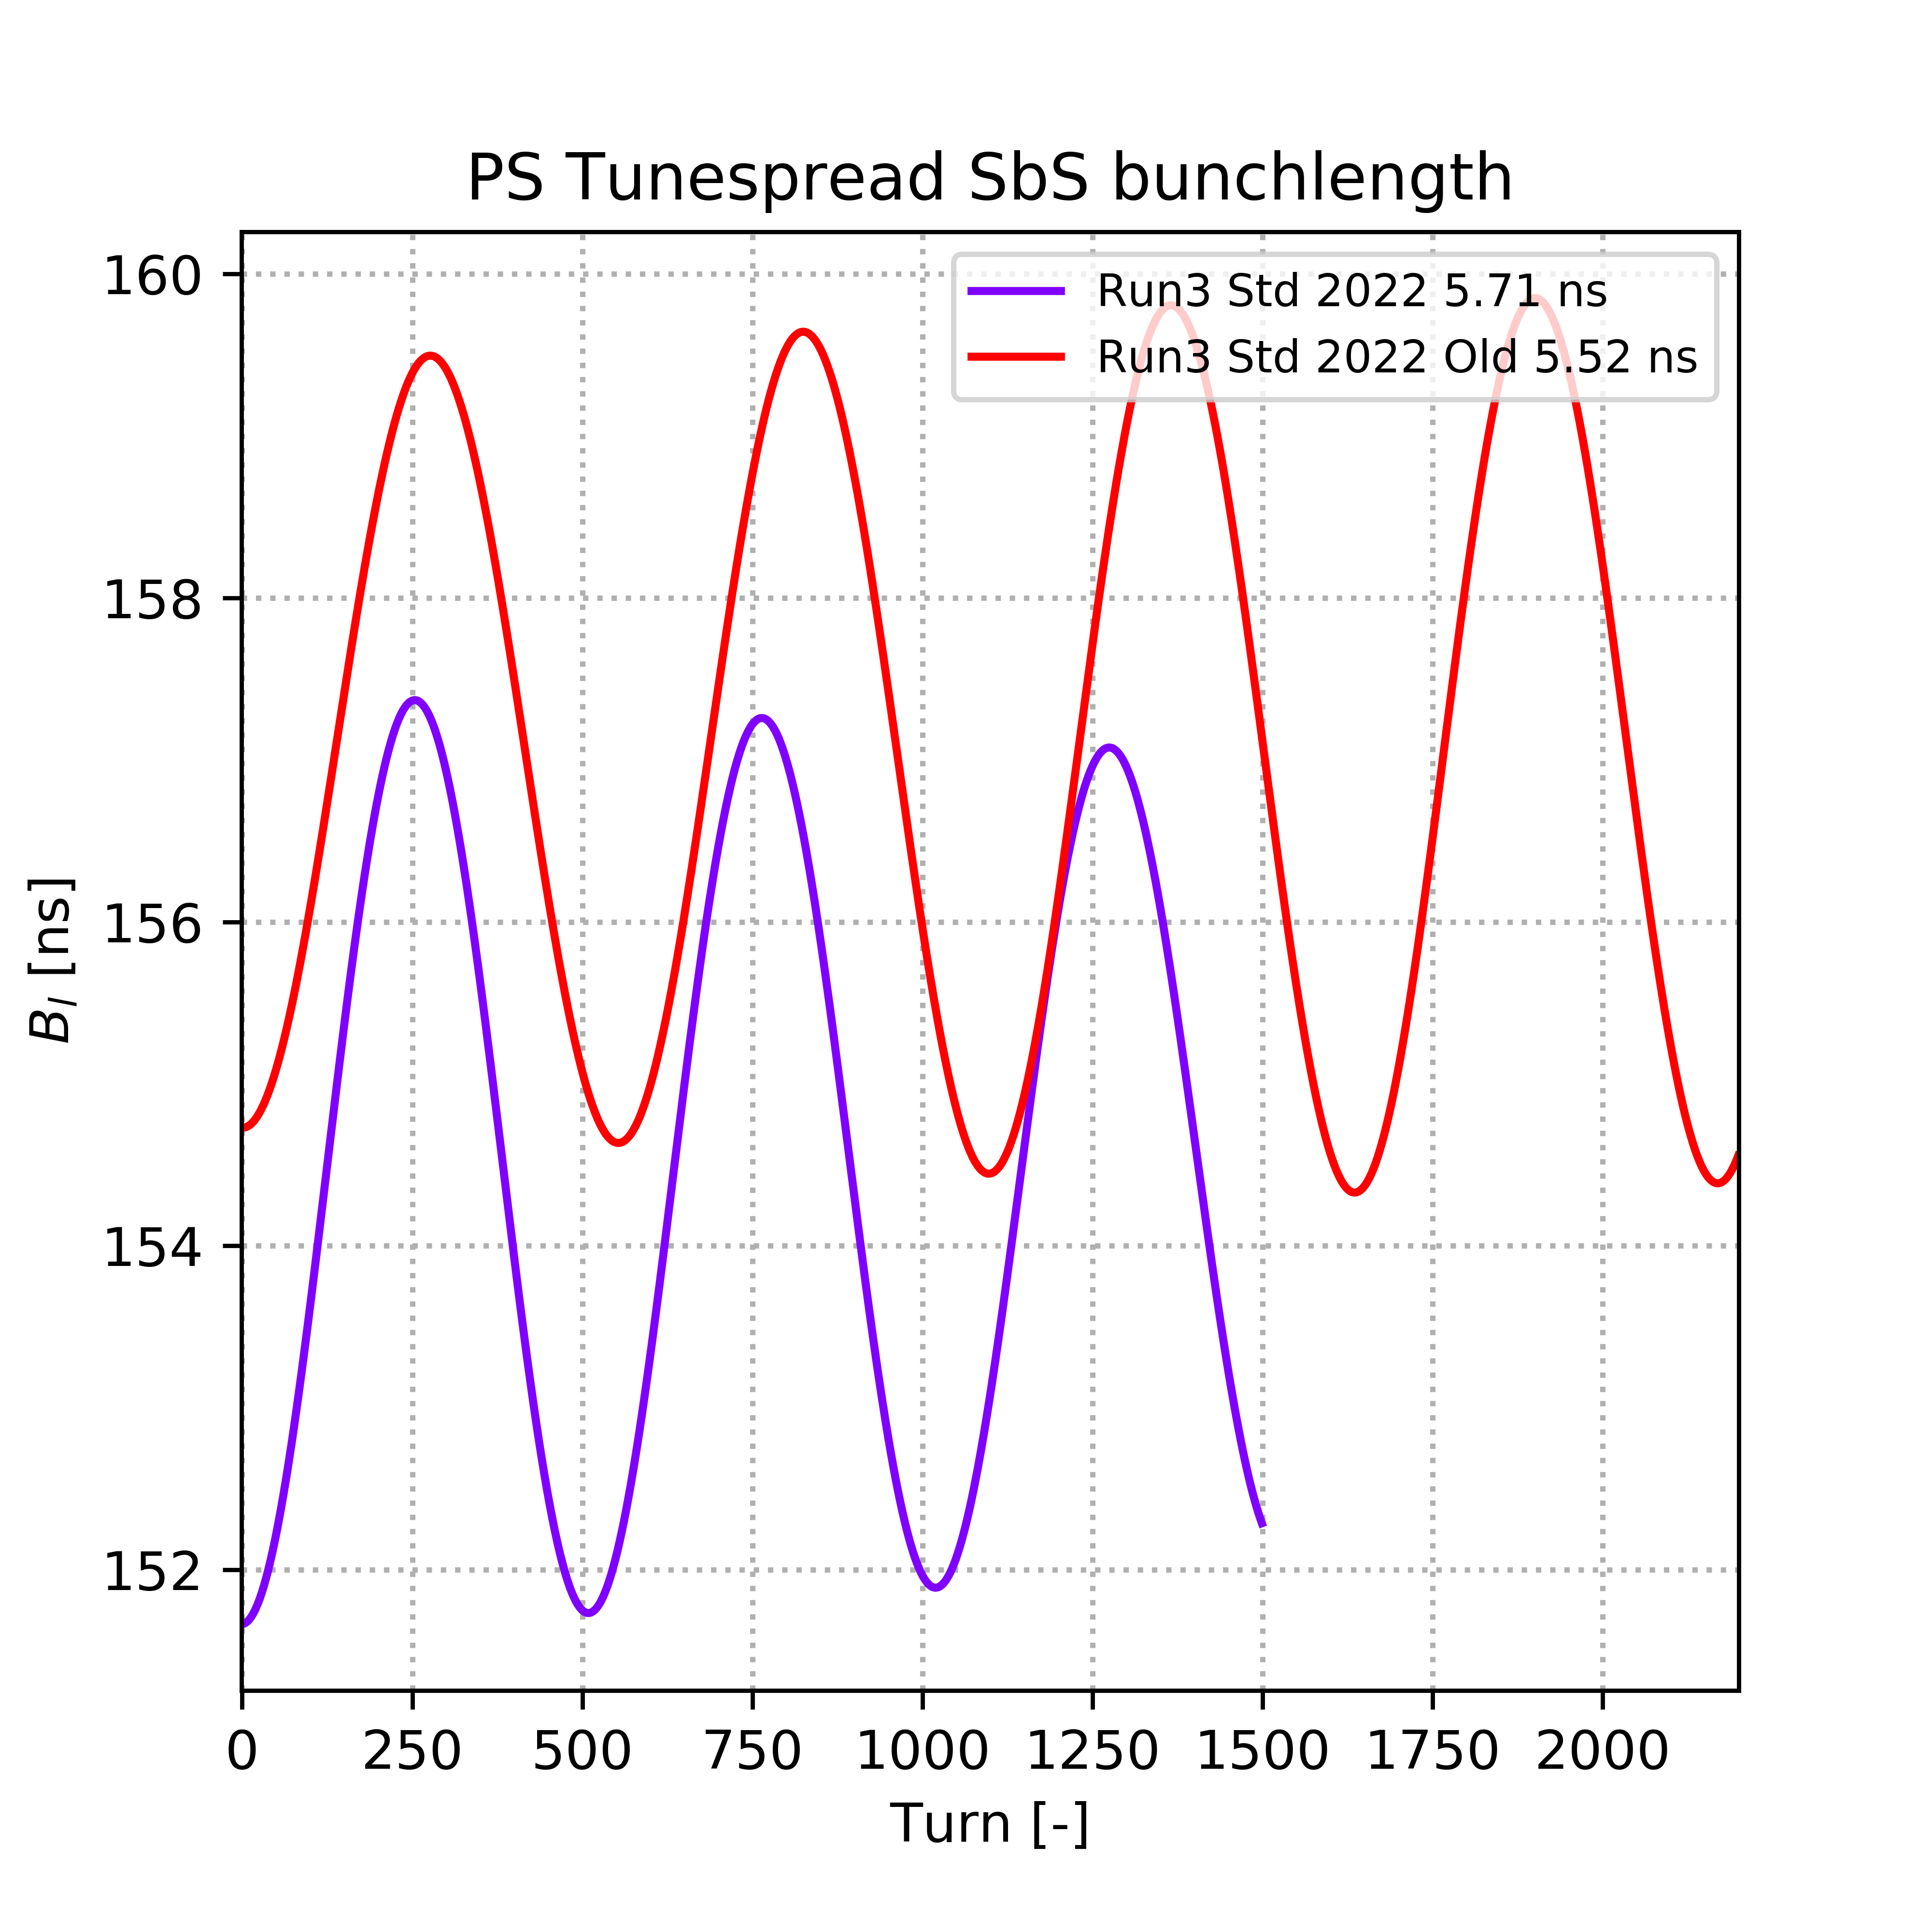 PS Tunespread SbS bunchlength
Run3 Std 2022 5.71 ns
Run3 Std 2022 Old 5.52 ns
160
158
156
154
152
B_l [ns]
0 250 500 750 1000 1250 1500 1750 2000
Turn [-]